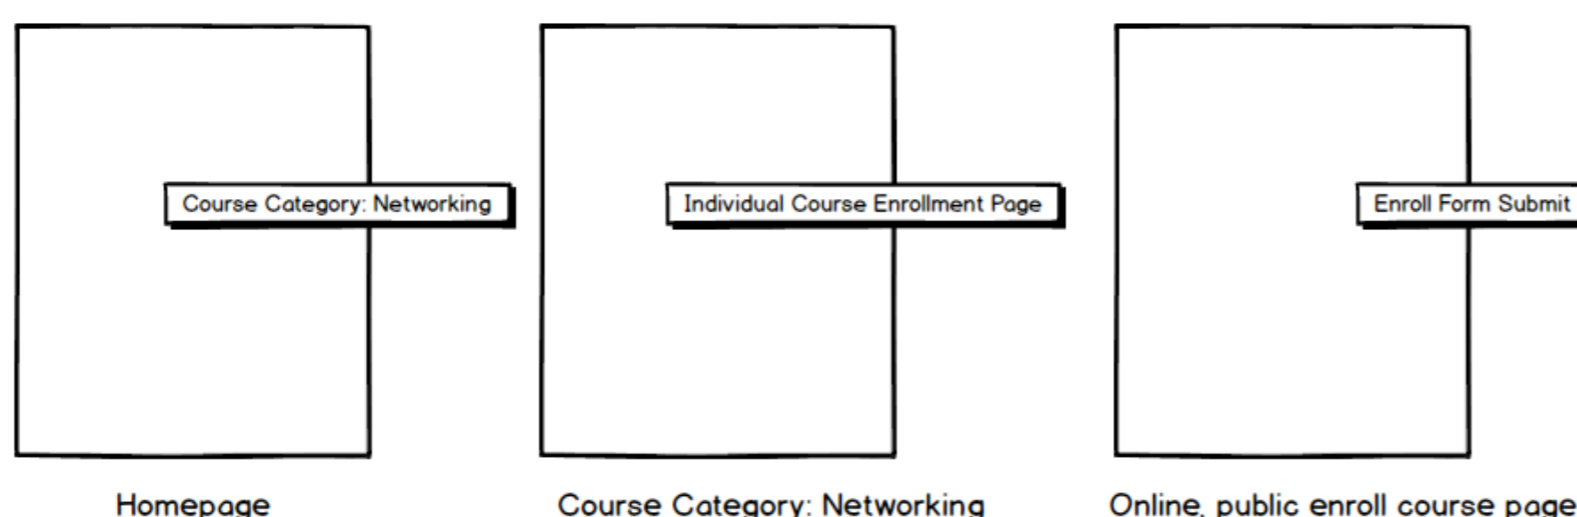 Course Category: Networking
Individual Course Enrollment Page
Enroll Form Submit
Homepage
Course Category: Networking
Online, public enroll course page